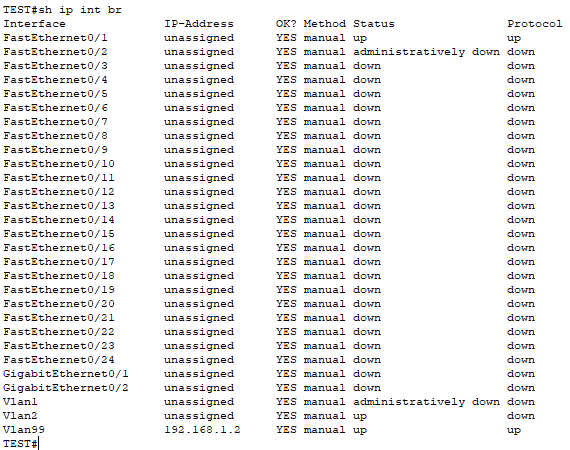 TEST#sh ip int br
Interface IP-Address OK? Method Status Protocol
FastEthernet0/1 unassigned YES manual up up
FastEthernet0/2 unassigned YES manual administratively down down
FastEthernet0/3 unassigned YES manual down down
FastEthernet0/4 unassigned YES manual down down
FastEthernet0/5 unassigned YES manual down down
FastEthernet0/6 unassigned YES manual down down
FastEthernet0/7 unassigned YES manual down down
FastEthernet0/8 unassigned YES manual down down
FastEthernet0/9 unassigned YES manual down down
FastEthernet0/10 unassigned YES manual down down
FastEthernet0/11 unassigned YES manual down down
FastEthernet0/12 unassigned YES manual down down
FastEthernet0/13 unassigned YES manual down down
FastEthernet0/14 unassigned YES manual down down
FastEthernet0/15 unassigned YES manual down down
FastEthernet0/16 unassigned YES manual down down
FastEthernet0/17 unassigned YES manual down down
FastEthernet0/18 unassigned YES manual down down
FastEthernet0/19 unassigned YES manual down down
FastEthernet0/20 unassigned YES manual down down
FastEthernet0/21 unassigned YES manual down down
FastEthernet0/22 unassigned YES manual down down
FastEthernet0/23 unassigned YES manual down down
FastEthernet0/24 unassigned YES manual down down
GigabitEthernet0/1 unassigned YES manual down down
GigabitEthernet0/2 unassigned YES manual down down
Vlan1 unassigned YES manual administratively down down
Vlan2 unassigned YES manual up down
Vlan99 192.168.1.2 YES manual up up
TEST#